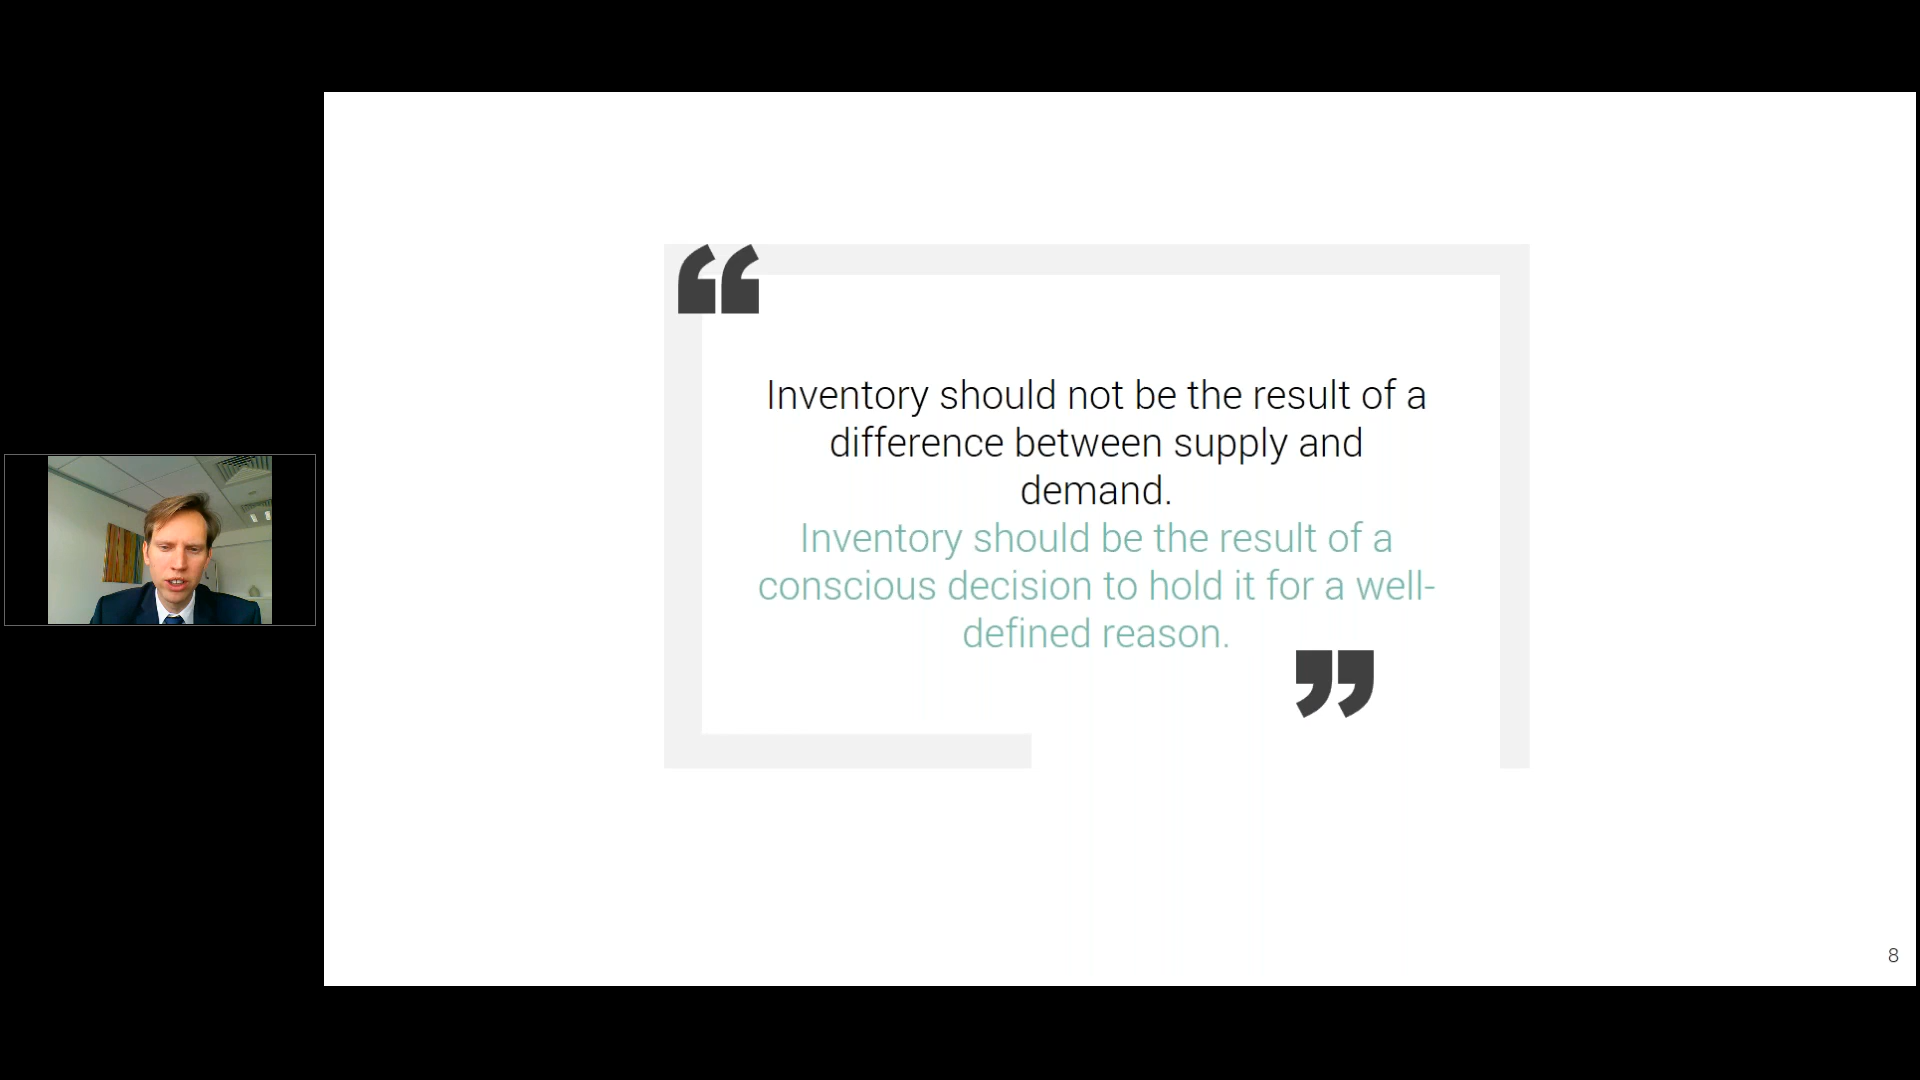 “
Inventory should not be the result of a
difference between supply and
demand.
Inventory should be the result of a
conscious decision to hold it for a well-
defined reason.
”
8